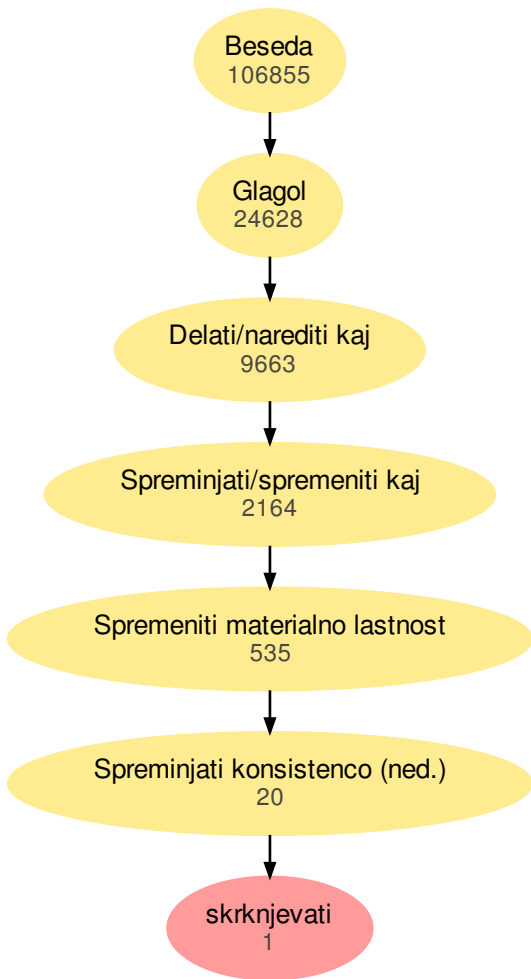 Beseda
106855
Glagol
24628
Delati/narediti kaj
9663
Spreminjati/spremeniti kaj
2164
Spremeniti materialno lastnost
535
Spreminjati konsistenco (ned.)
20
skrknjevati
1